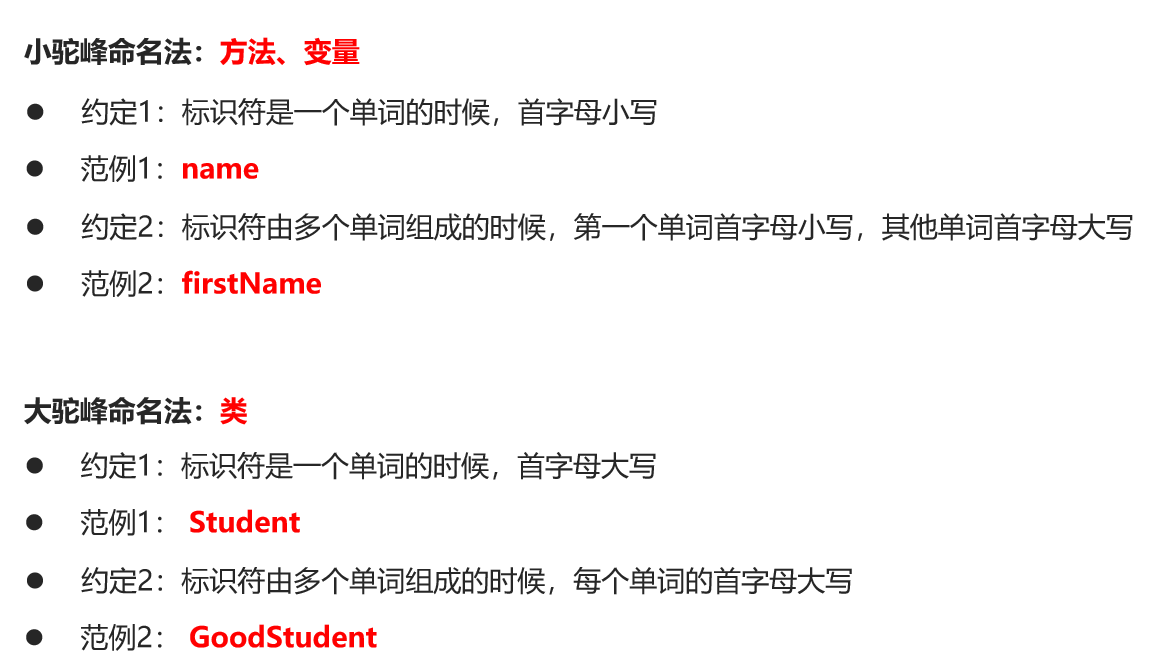 小驼峰命名法：方法、变量
● 约定1：标识符是一个单词的时候，首字母小写
● 范例1：name
● 约定2：标识符由多个单词组成的时候，第一个单词首字母小写，其他单词首字母大写
● 范例2：firstName
大驼峰命名法：类
● 约定1：标识符是一个单词的时候，首字母大写
● 范例1： Student
● 约定2：标识符由多个单词组成的时候，每个单词的首字母大写
● 范例2： GoodStudent